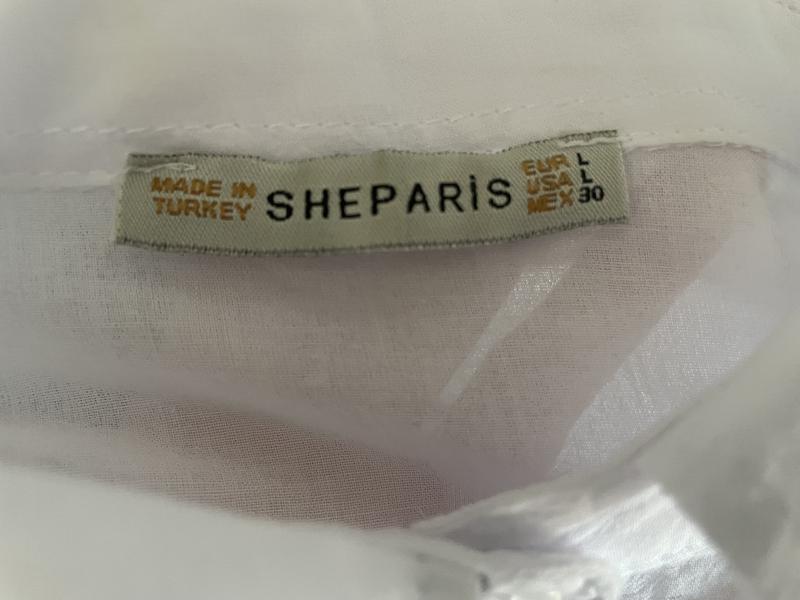 MADE IN
TURKEY
SHEPARİS
EUR L
USA L
MEX 30